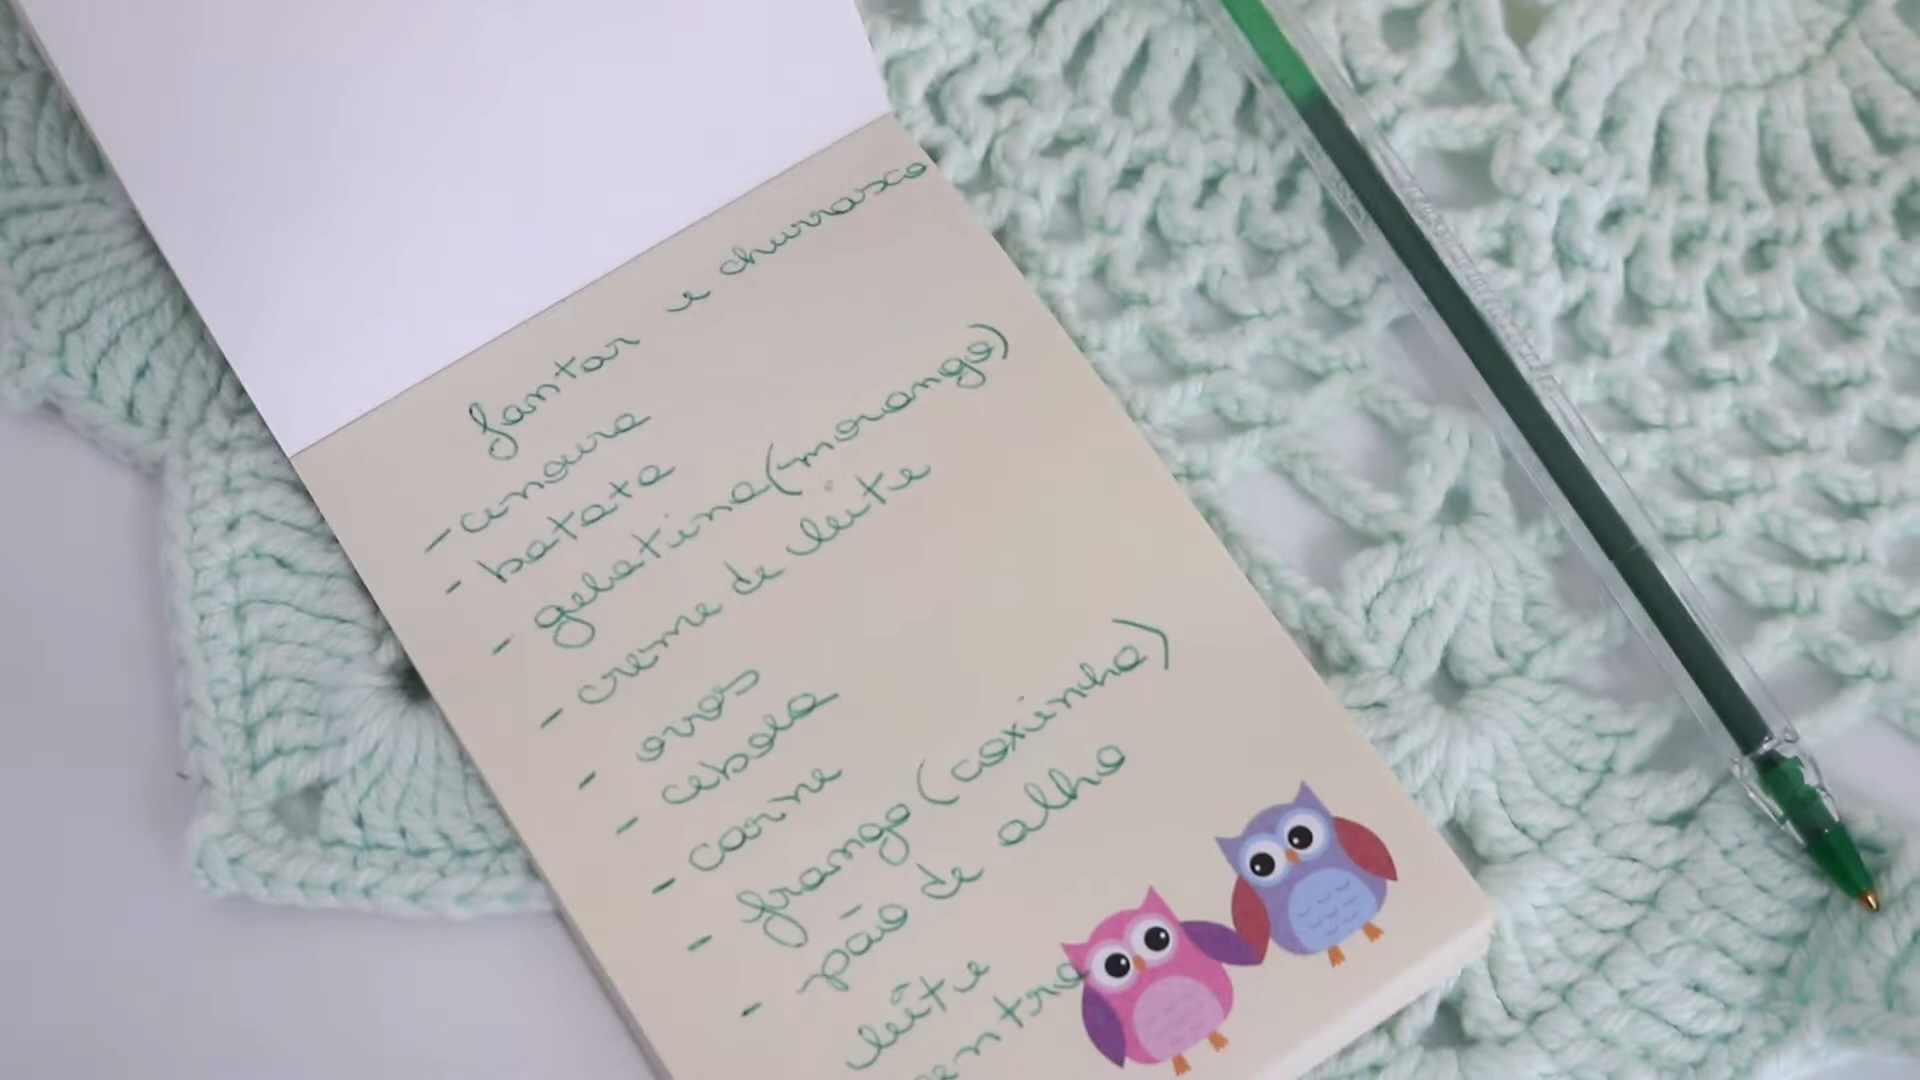 Jantar e churrasco
- cenoura
- batata
- gelatina (morango)
- creme de leite
- ovos
- cebola
- carne
- frango (coxinha)
- pão de alho
leite